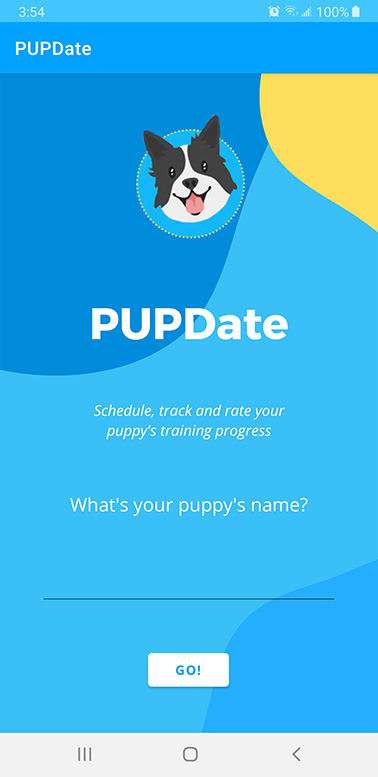 3:54 100%
PUPDate
PUPDate
Schedule, track and rate your
puppy's training progress
What's your puppy's name?
GO!